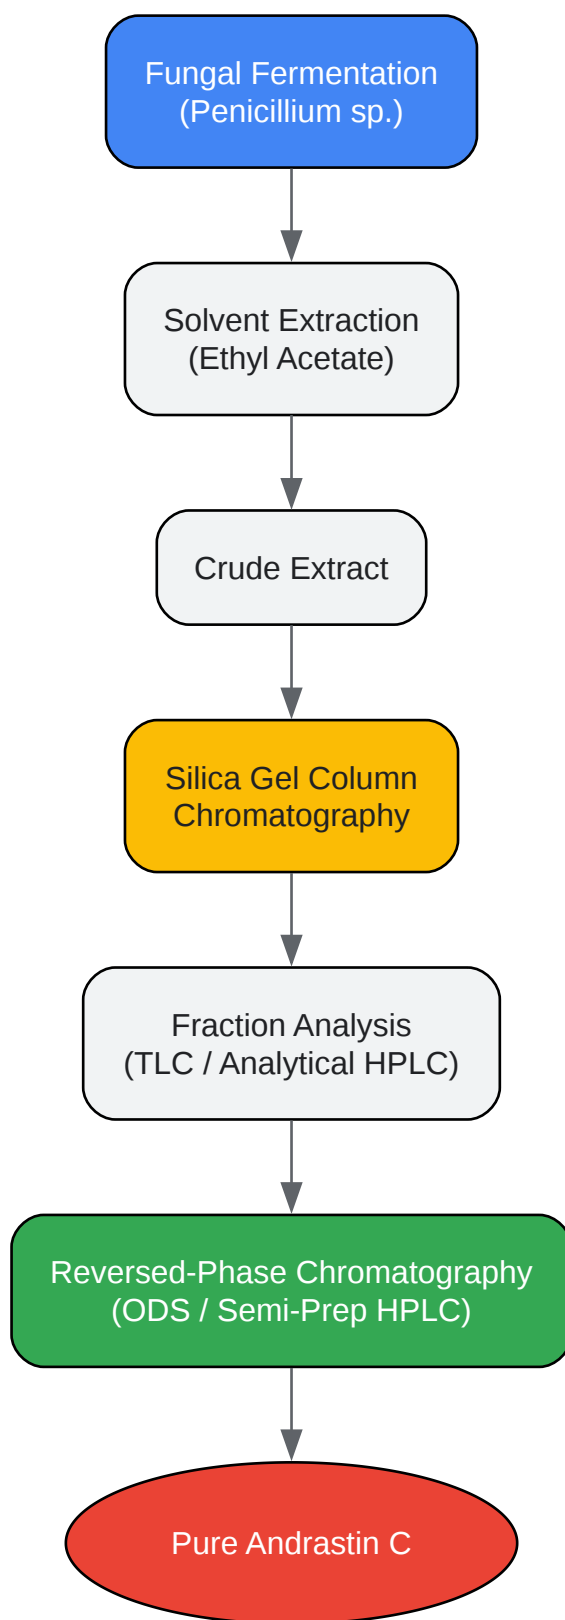 Fungal Fermentation
(Penicillium sp.)
Solvent Extraction
(Ethyl Acetate)
Crude Extract
Silica Gel Column
Chromatography
Fraction Analysis
(TLC / Analytical HPLC)
Reversed-Phase Chromatography
(ODS / Semi-Prep HPLC)
Pure Andrastin C